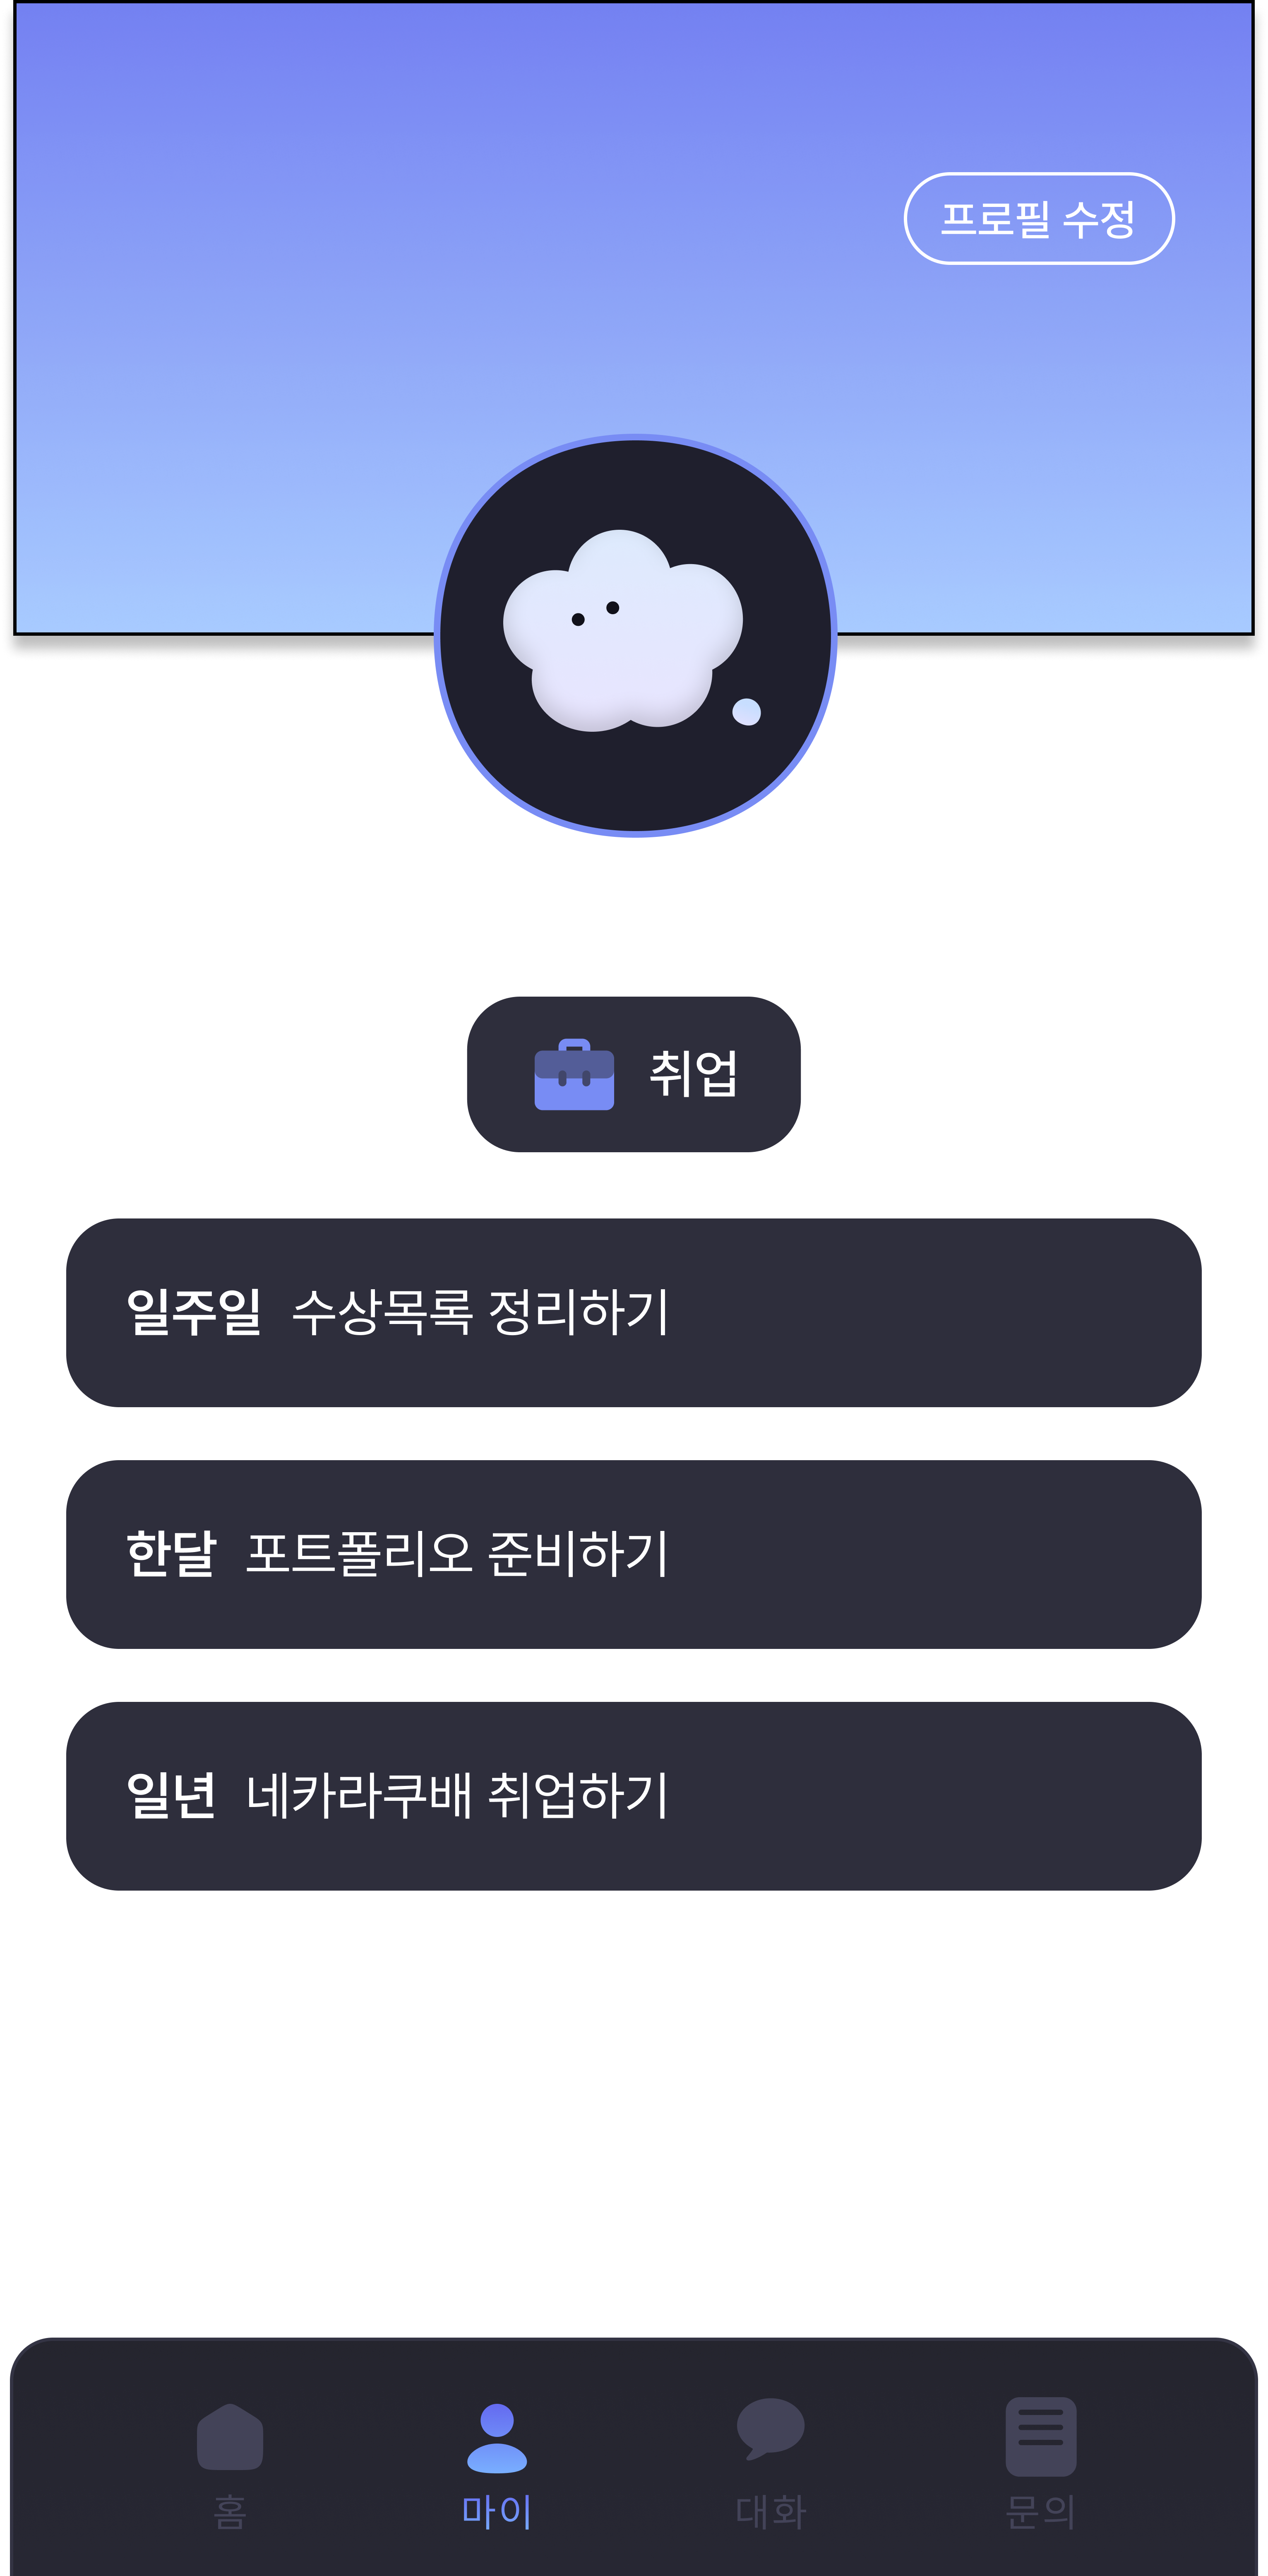 프로필 수정
취업
일주일 수상목록 정리하기
한달 포트폴리오 준비하기
일년 네카라쿠배 취업하기
홈 마이 대화 문의